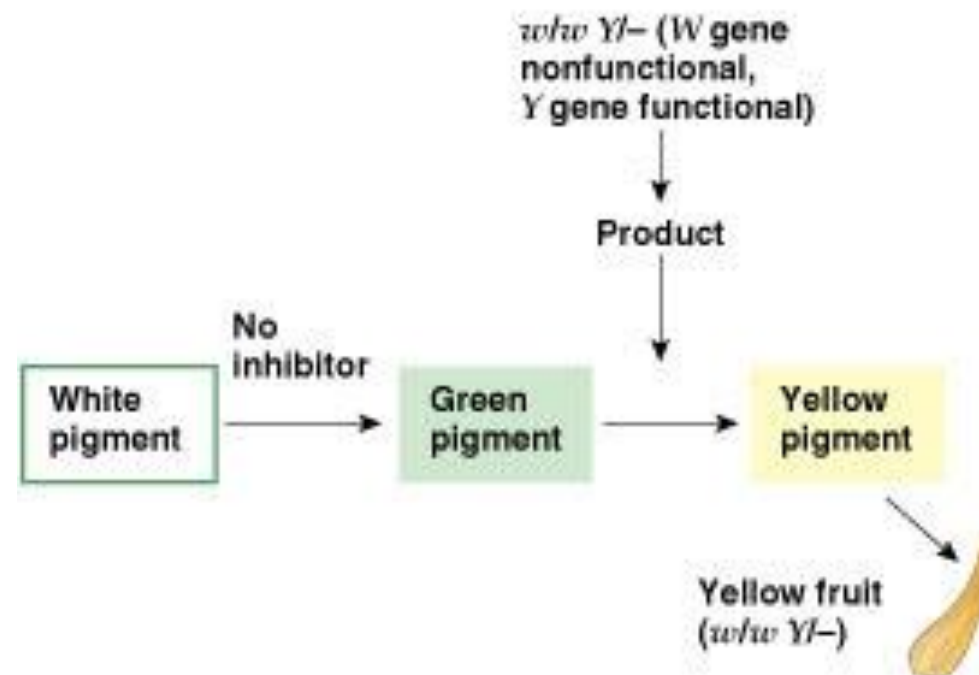 w/w Y/– (W gene
nonfunctional,
Y gene functional)
Product
No
inhibitor
White
pigment
Green
pigment
Yellow
pigment
Yellow fruit
(w/w Y/–)